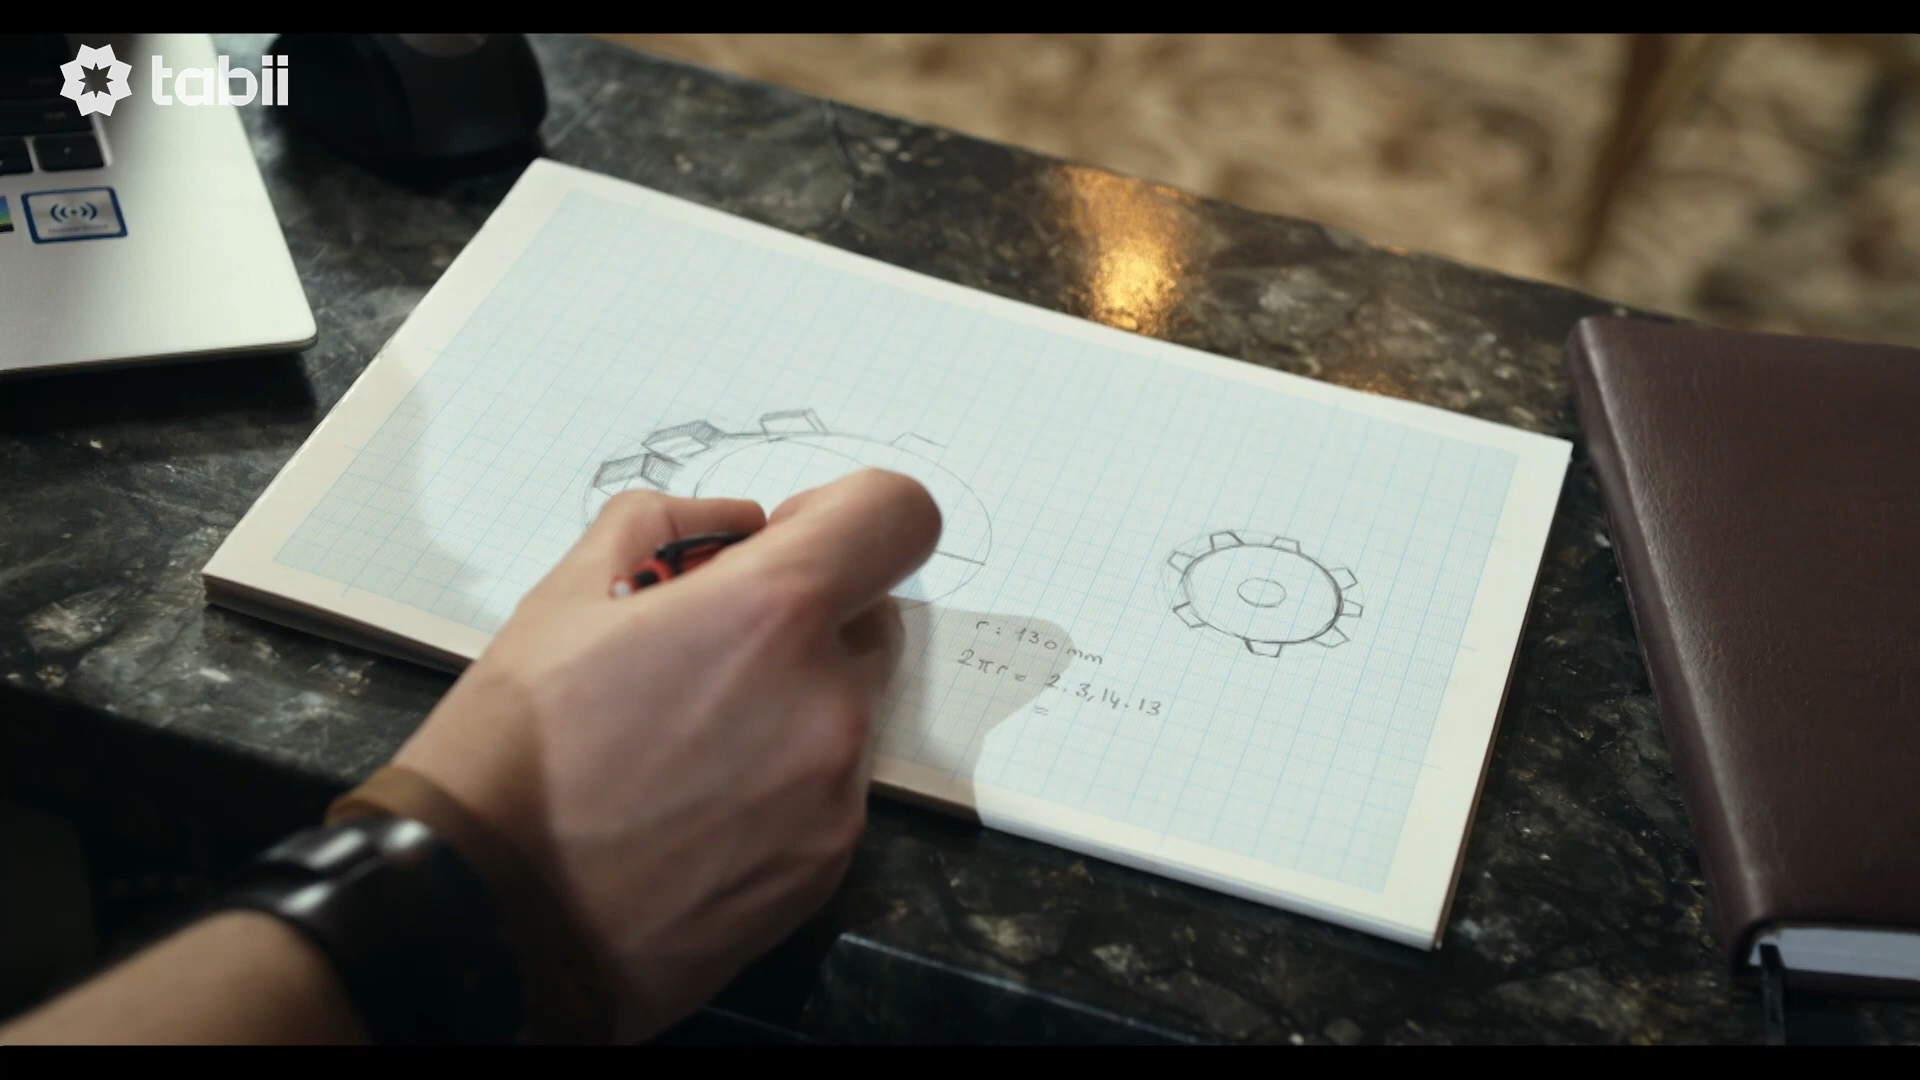 tabii
r: 130 mm
2πr = 2.3,14.13
=